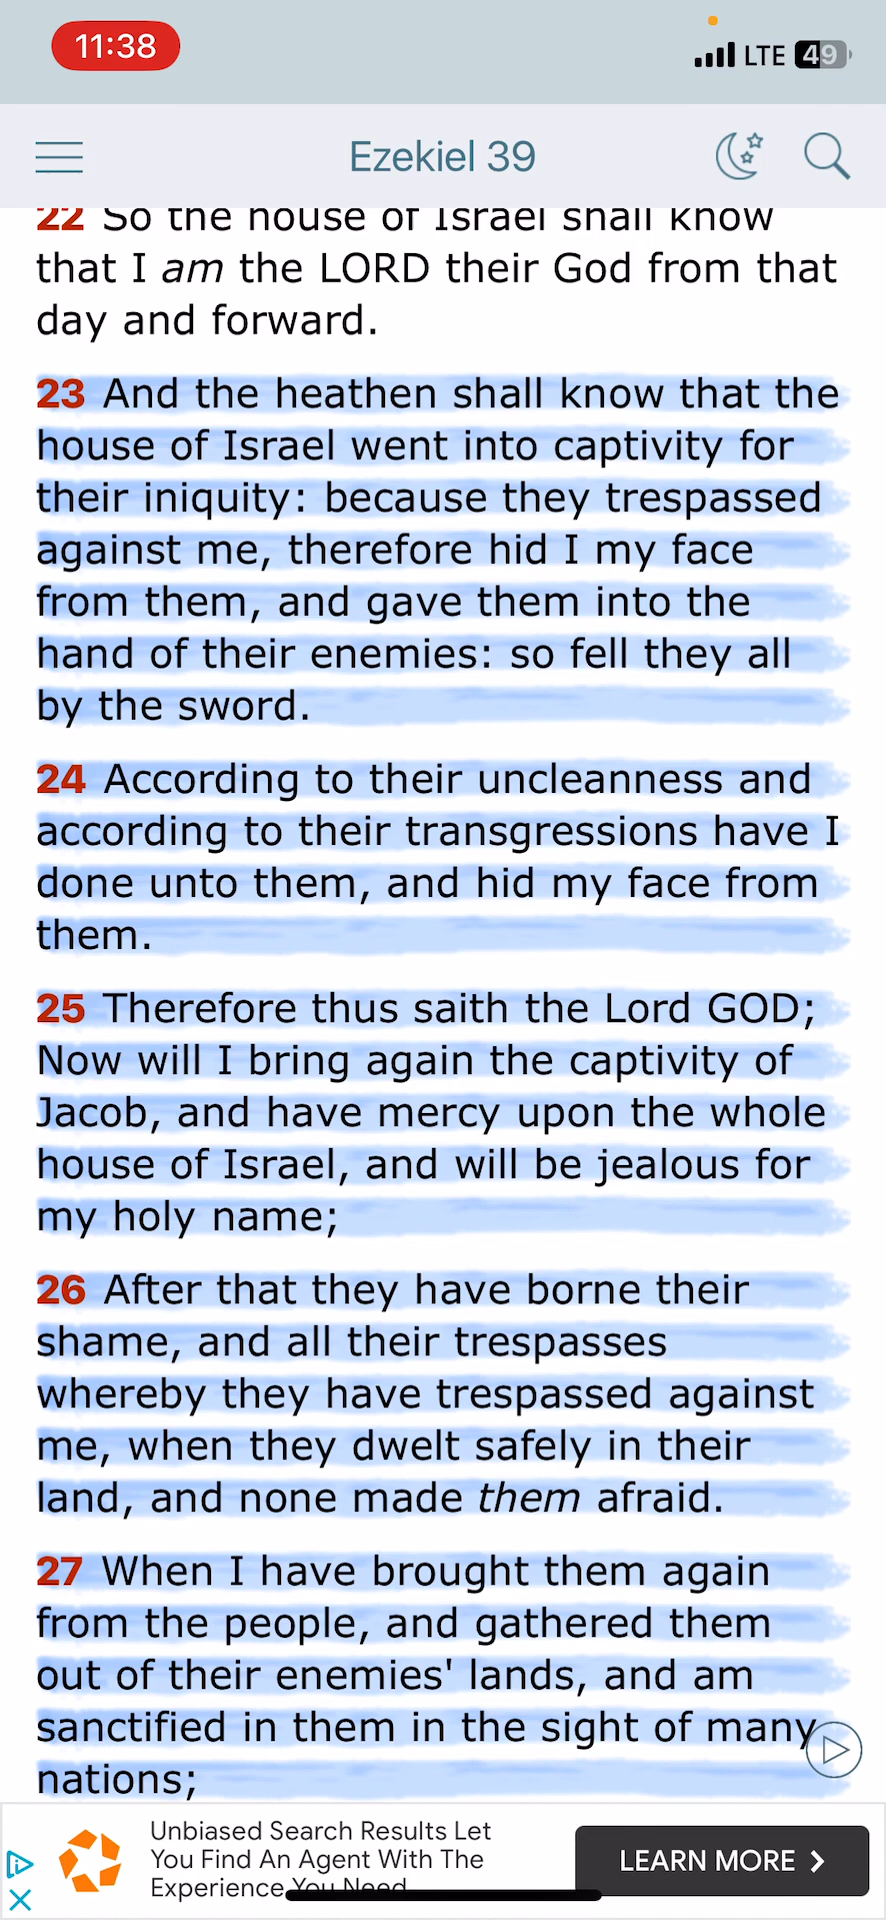 11:38
LTE 49
Ezekiel 39
22 So the house of Israel shall know
that I am the LORD their God from that
day and forward.
23 And the heathen shall know that the
house of Israel went into captivity for
their iniquity: because they trespassed
against me, therefore hid I my face
from them, and gave them into the
hand of their enemies: so fell they all
by the sword.
24 According to their uncleanness and
according to their transgressions have I
done unto them, and hid my face from
them.
25 Therefore thus saith the Lord GOD;
Now will I bring again the captivity of
Jacob, and have mercy upon the whole
house of Israel, and will be jealous for
my holy name;
26 After that they have borne their
shame, and all their trespasses
whereby they have trespassed against
me, when they dwelt safely in their
land, and none made them afraid.
27 When I have brought them again
from the people, and gathered them
out of their enemies' lands, and am
sanctified in them in the sight of many
nations;
Unbiased Search Results Let
You Find An Agent With The
Experience You Need
LEARN MORE